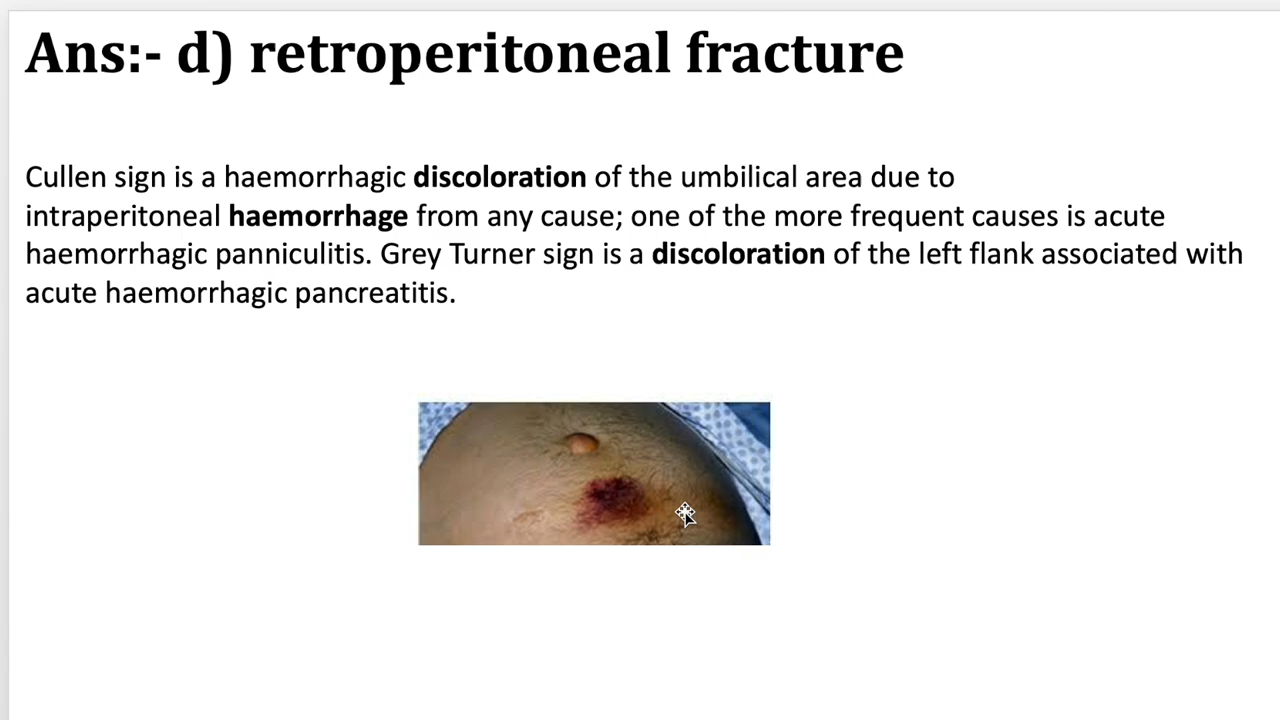 Ans:- d) retroperitoneal fracture
Cullen sign is a haemorrhagic discoloration of the umbilical area due to
intraperitoneal haemorrhage from any cause; one of the more frequent causes is acute
haemorrhagic panniculitis. Grey Turner sign is a discoloration of the left flank associated with
acute haemorrhagic pancreatitis.